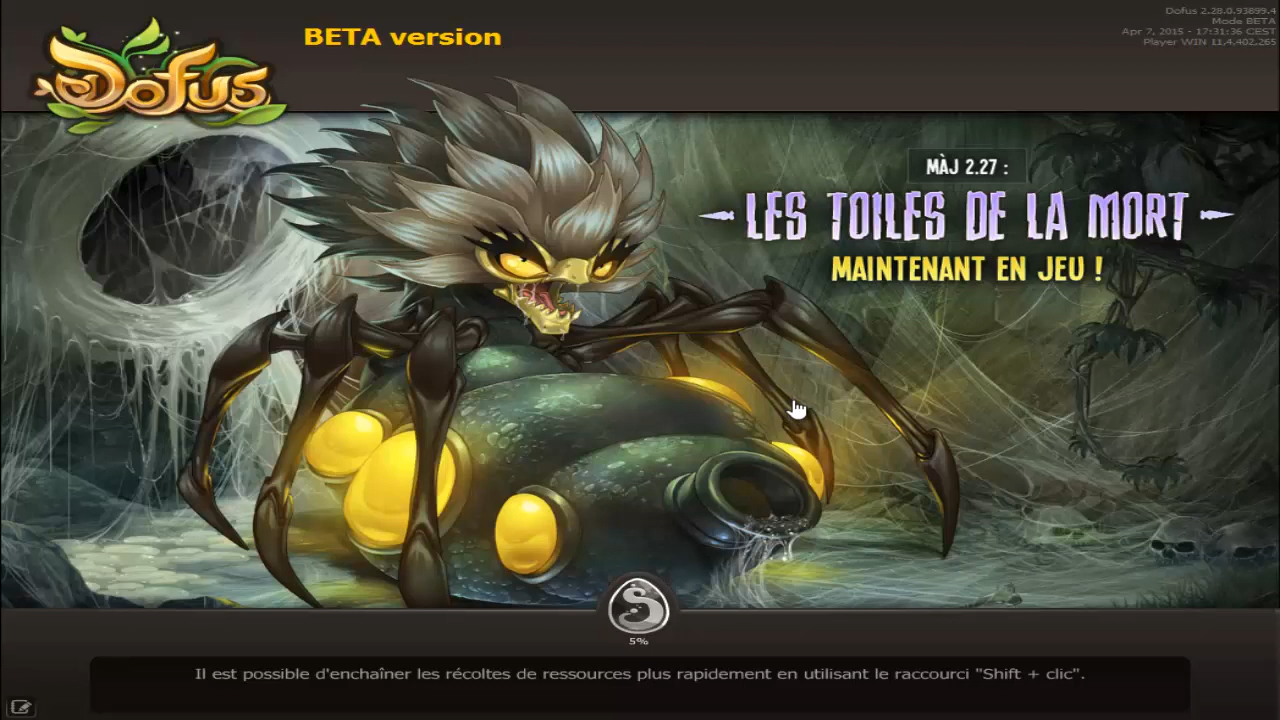 Dofus
BETA version
Dofus 2.28.0.93899.4
Mode BETA
Apr 7, 2015 - 17:31:36 CEST
Player WIN 11,4,402,265
MÀJ 2.27 :
LES TOILES DE LA MORT
MAINTENANT EN JEU !
5%
Il est possible d'enchaîner les récoltes de ressources plus rapidement en utilisant le raccourci "Shift + clic".